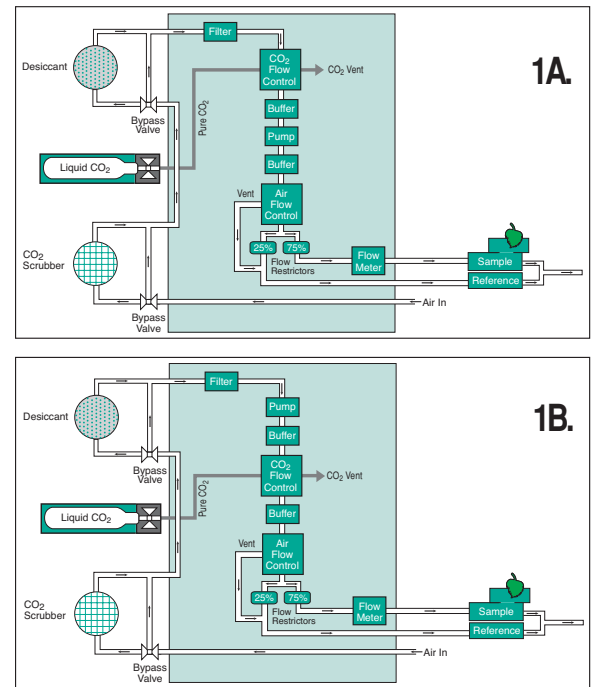 1A.
Filter
Desiccant
CO₂
Flow
Control
CO₂ Vent
Bypass
Valve
Pure CO₂
Buffer
Pump
Buffer
Liquid CO₂
Vent
Air
Flow
Control
CO₂
Scrubber
25%
75%
Flow
Restrictors
Flow
Meter
Sample
Reference
Air In
Bypass
Valve
1B.
Filter
Desiccant
Pump
Buffer
CO₂
Flow
Control
CO₂ Vent
Bypass
Valve
Pure CO₂
Liquid CO₂
Buffer
Vent
Air
Flow
Control
CO₂
Scrubber
25%
75%
Flow
Restrictors
Flow
Meter
Sample
Reference
Air In
Bypass
Valve